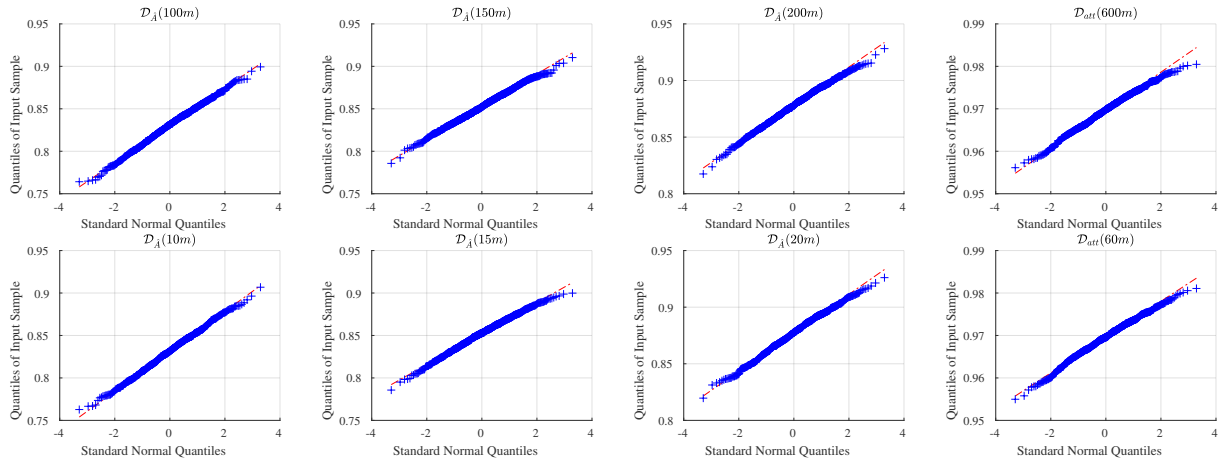 𝒟_Â(100m)
0.95
0.9
0.85
0.8
0.75
-4 -2 0 2 4
Quantiles of Input Sample
Standard Normal Quantiles
𝒟_Â(150m)
0.95
0.9
0.85
0.8
0.75
-4 -2 0 2 4
Quantiles of Input Sample
Standard Normal Quantiles
𝒟_Â(200m)
0.95
0.9
0.85
0.8
-4 -2 0 2 4
Quantiles of Input Sample
Standard Normal Quantiles
𝒟_att(600m)
0.99
0.98
0.97
0.96
0.95
-4 -2 0 2 4
Quantiles of Input Sample
Standard Normal Quantiles
𝒟_Â(10m)
0.95
0.9
0.85
0.8
0.75
-4 -2 0 2 4
Quantiles of Input Sample
Standard Normal Quantiles
𝒟_Â(15m)
0.95
0.9
0.85
0.8
0.75
-4 -2 0 2 4
Quantiles of Input Sample
Standard Normal Quantiles
𝒟_Â(20m)
0.95
0.9
0.85
0.8
-4 -2 0 2 4
Quantiles of Input Sample
Standard Normal Quantiles
𝒟_att(60m)
0.99
0.98
0.97
0.96
0.95
-4 -2 0 2 4
Quantiles of Input Sample
Standard Normal Quantiles